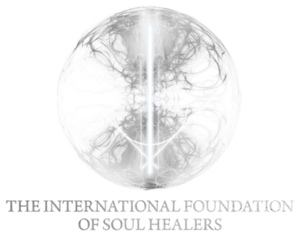 THE INTERNATIONAL FOUNDATION
OF SOUL HEALERS